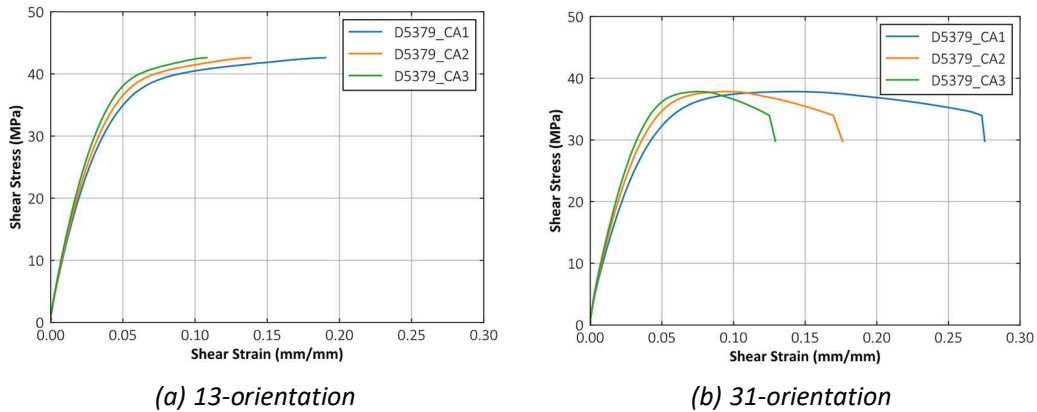 50
40
30
20
10
0
0.00 0.05 0.10 0.15 0.20 0.25 0.30
Shear Stress (MPa)
Shear Strain (mm/mm)
D5379_CA1
D5379_CA2
D5379_CA3
(a) 13-orientation
50
40
30
20
10
0
0.00 0.05 0.10 0.15 0.20 0.25 0.30
Shear Stress (MPa)
Shear Strain (mm/mm)
D5379_CA1
D5379_CA2
D5379_CA3
(b) 31-orientation